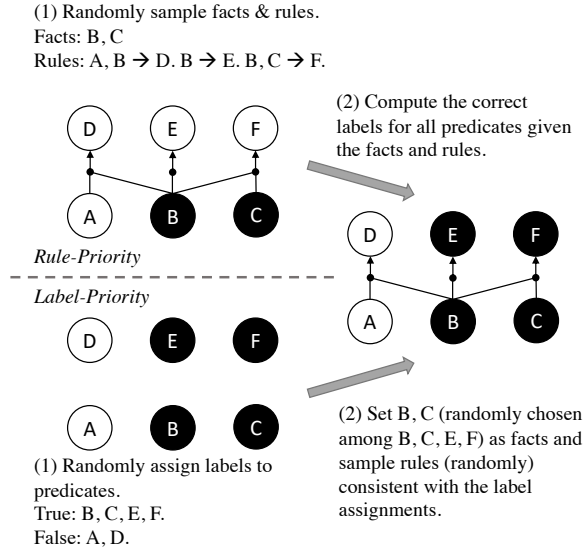 (1) Randomly sample facts & rules.
Facts: B, C
Rules: A, B → D. B → E. B, C → F.
D E F
A B C
Rule-Priority
(2) Compute the correct
labels for all predicates given
the facts and rules.
D E F
A B C
Label-Priority
D E F
A B C
(1) Randomly assign labels to
predicates.
True: B, C, E, F.
False: A, D.
(2) Set B, C (randomly chosen
among B, C, E, F) as facts and
sample rules (randomly)
consistent with the label
assignments.